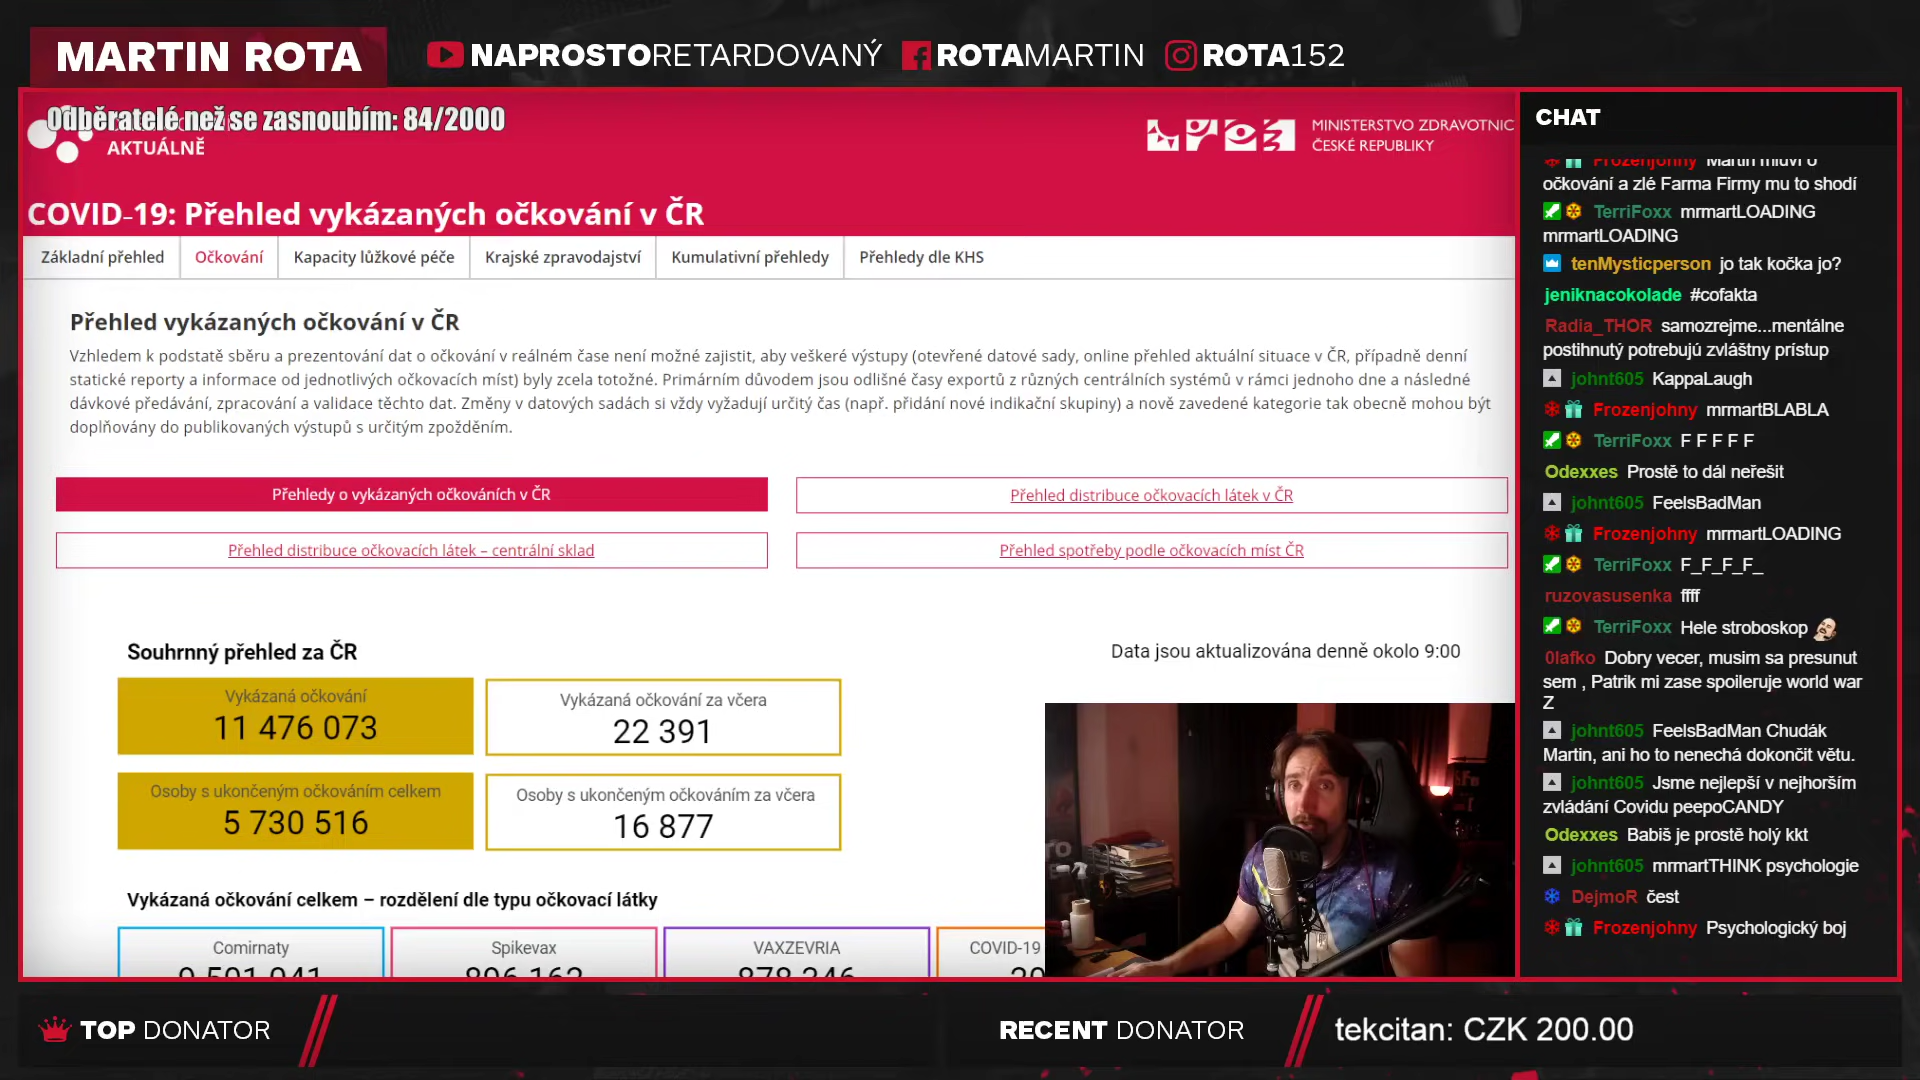 MARTIN ROTA
NAPROSTORETARDOVANÝ
ROTAMARTIN
ROTA152
Odběratelé než se zasnoubím: 84/2000
AKTUÁLNĚ
MINISTERSTVO ZDRAVOTNIC
ČESKÉ REPUBLIKY
COVID-19: Přehled vykázaných očkování v ČR
Základní přehled
Očkování
Kapacity lůžkové péče
Krajské zpravodajství
Kumulativní přehledy
Přehledy dle KHS
Přehled vykázaných očkování v ČR
Vzhledem k podstatě sběru a prezentování dat o očkování v reálném čase není možné zajistit, aby veškeré výstupy (otevřené datové sady, online přehled aktuální situace v ČR, případně denní
statické reporty a informace od jednotlivých očkovacích míst) byly zcela totožné. Primárním důvodem jsou odlišné časy exportů z různých centrálních systémů v rámci jednoho dne a následné
dávkové předávání, zpracování a validace těchto dat. Změny v datových sadách si vždy vyžadují určitý čas (např. přidání nové indikační skupiny) a nově zavedené kategorie tak obecně mohou být
doplňovány do publikovaných výstupů s určitým zpožděním.
Přehledy o vykázaných očkováních v ČR
Přehled distribuce očkovacích látek v ČR
Přehled distribuce očkovacích látek – centrální sklad
Přehled spotřeby podle očkovacích míst ČR
Souhrnný přehled za ČR
Data jsou aktualizována denně okolo 9:00
Vykázaná očkování
11 476 073
Vykázaná očkování za včera
22 391
Osoby s ukončeným očkováním celkem
5 730 516
Osoby s ukončeným očkováním za včera
16 877
Vykázaná očkování celkem – rozdělení dle typu očkovací látky
Comirnaty
9 501 041
Spikevax
896 162
VAXZEVRIA
878 346
COVID-19
CHAT
Frozenjohny Martin mluví o
očkování a zlé Farma Firmy mu to shodí
TerriFoxx mrmartLOADING
mrmartLOADING
tenMysticperson jo tak kočka jo?
jeniknacokolade #cofakta
Radia_THOR samozrejme...mentálne
postihnutý potrebujú zvláštny prístup
johnt605 KappaLaugh
Frozenjohny mrmartBLABLA
TerriFoxx F F F F F
Odexxes Prostě to dál neřešit
johnt605 FeelsBadMan
Frozenjohny mrmartLOADING
TerriFoxx F_F_F_F_
ruzovasusenka ffff
TerriFoxx Hele stroboskop
0lafko Dobry vecer, musim sa presunut
sem , Patrik mi zase spoileruje world war
Z
johnt605 FeelsBadMan Chudák
Martin, ani ho to nenechá dokončit větu.
johnt605 Jsme nejlepší v nejhorším
zvládání Covidu peepoCANDY
Odexxes Babiš je prostě holý kkt
johnt605 mrmartTHINK psychologie
DejmoR čest
Frozenjohny Psychologický boj
TOP DONATOR
RECENT DONATOR
tekcitan: CZK 200.00